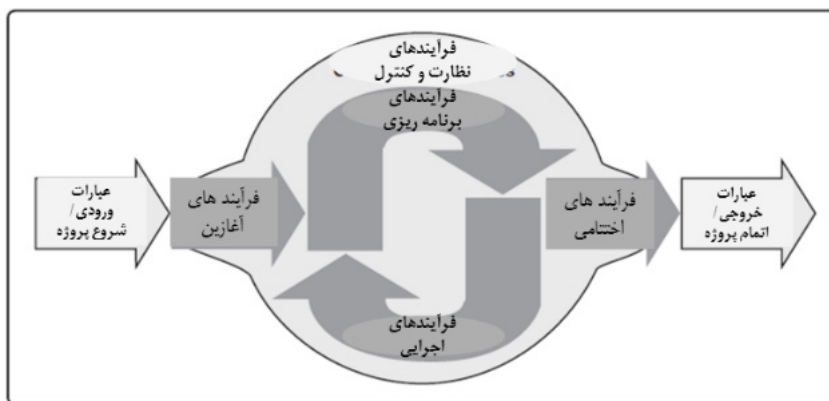 فرآیندهای
نظارت و کنترل
فرآیندهای
برنامه ریزی
عبارات
ورودی /
شروع پروژه
فرآیند های
آغازین
فرآیند های
اختتامی
عبارات
خروجی /
اتمام پروژه
فرآیندهای
اجرایی